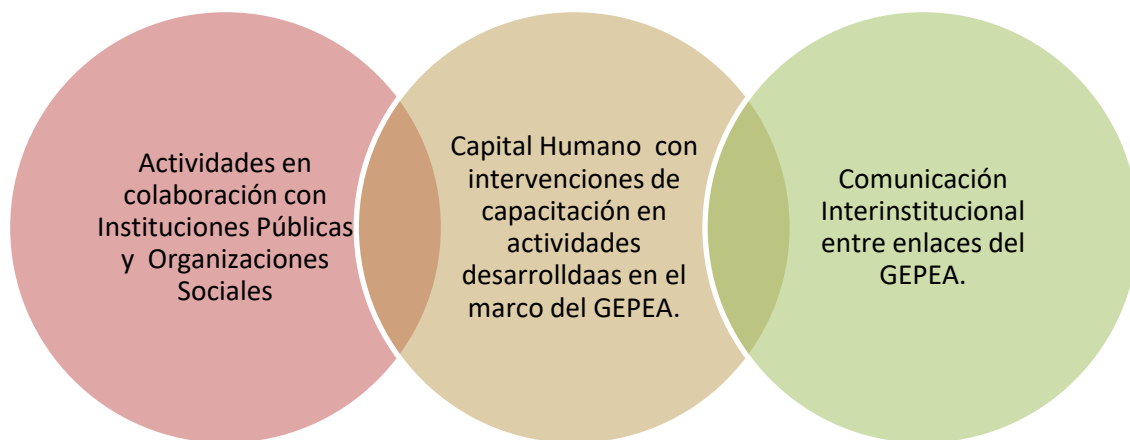 Actividades en
colaboración con
Instituciones Públicas
y Organizaciones
Sociales
Capital Humano con
intervenciones de
capacitación en
actividades
desarrolldaas en el
marco del GEPEA.
Comunicación
Interinstitucional
entre enlaces del
GEPEA.